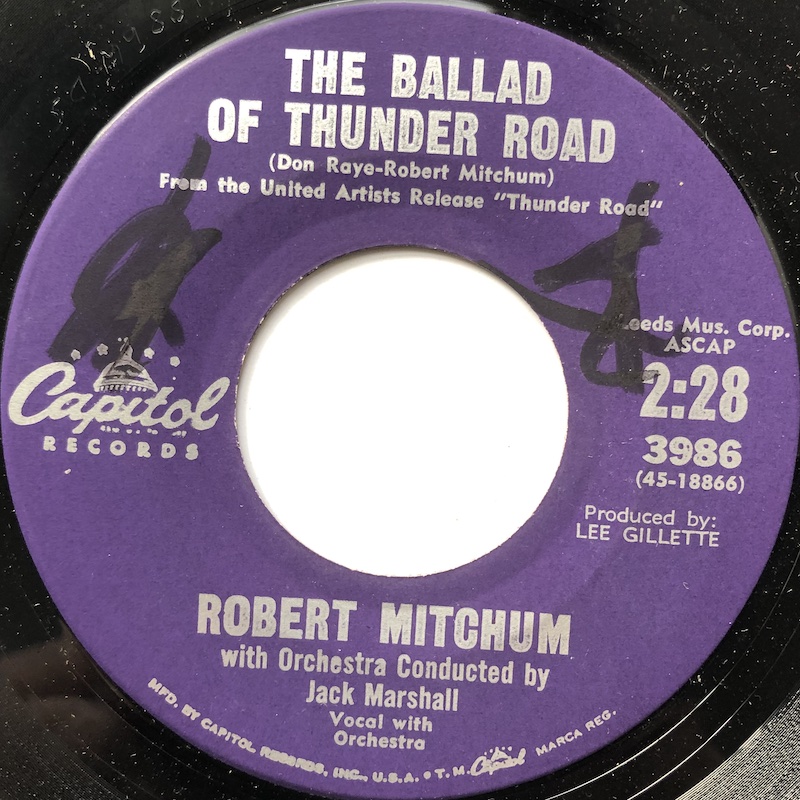 THE BALLAD
OF THUNDER ROAD
(Don Raye-Robert Mitchum)
From the United Artists Release "Thunder Road"
Mus. Corp.
ASCAP
2:28
3986
(45-18866)
Capitol
RECORDS
Produced by:
LEE GILLETTE
ROBERT MITCHUM
with Orchestra Conducted by
Jack Marshall
Vocal with
Orchestra
MFD. BY CAPITOL RECORDS, INC., U.S.A. • T.M. Capitol MARCA REG.